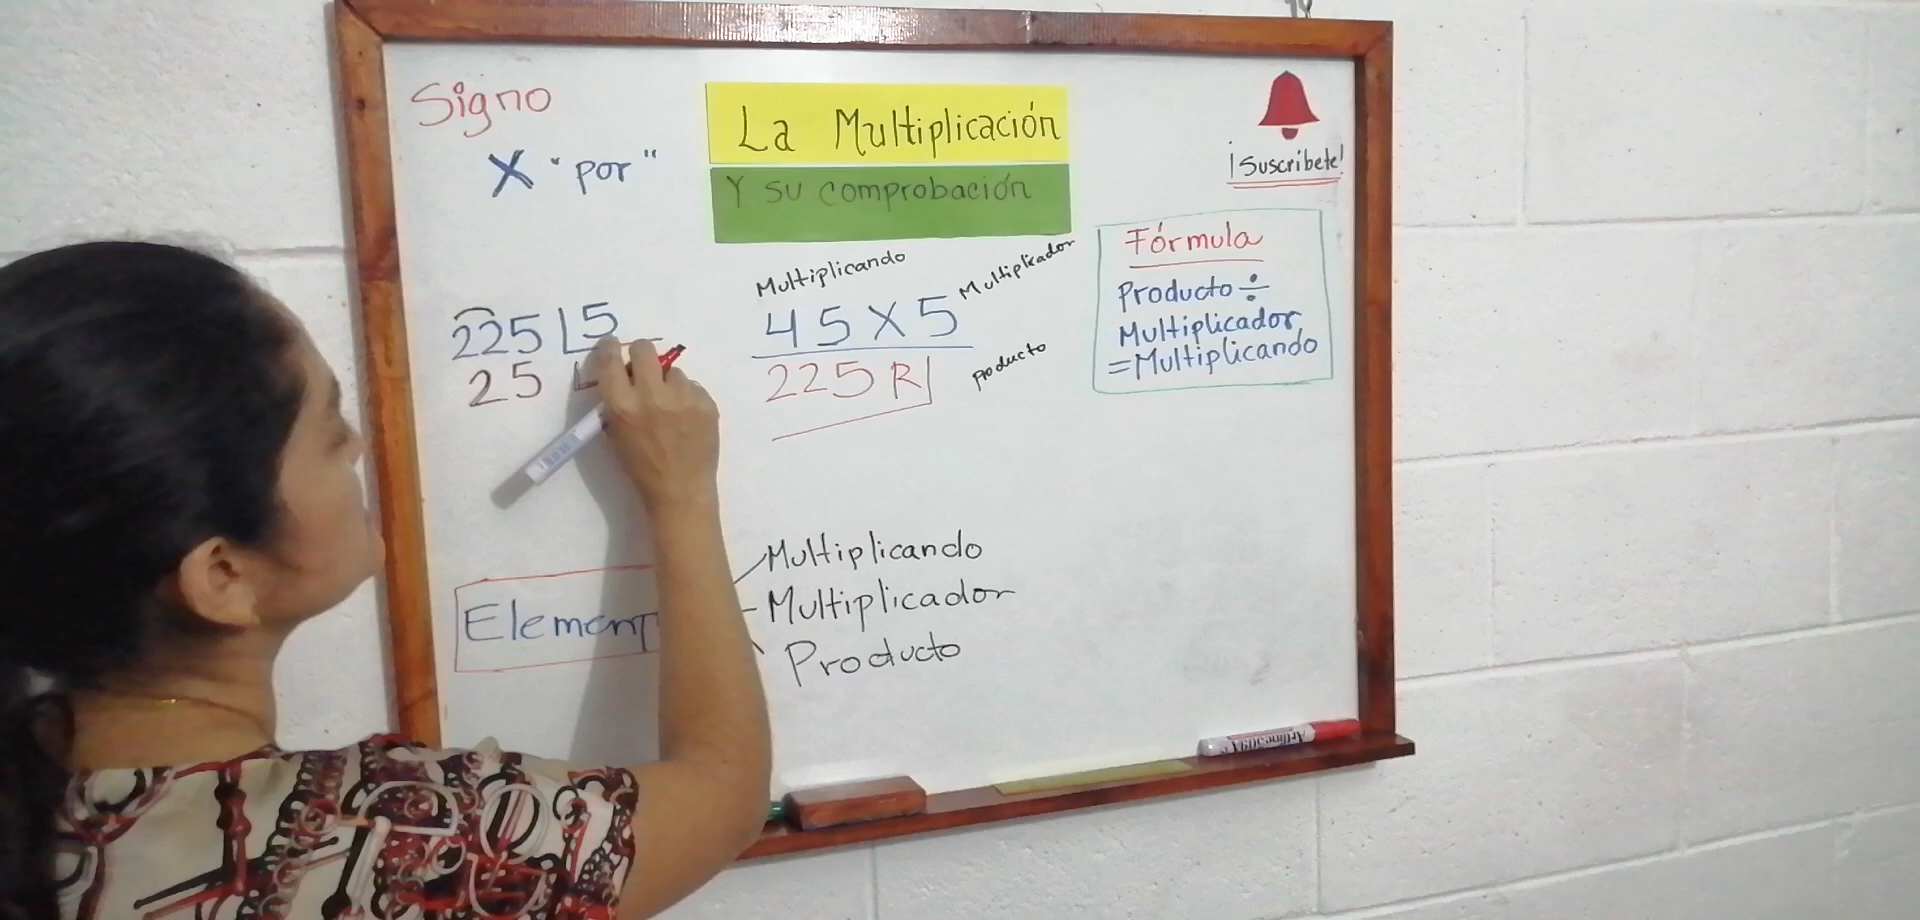 Signo
X "por"
La Multiplicación
Y su comprobación
¡Suscribete!
Fórmula
Producto ÷
Multiplicador
= Multiplicando
Multiplicando
Multiplicador
45 X 5
225 R
producto
225 5
25
Multiplicando
Multiplicador
Producto